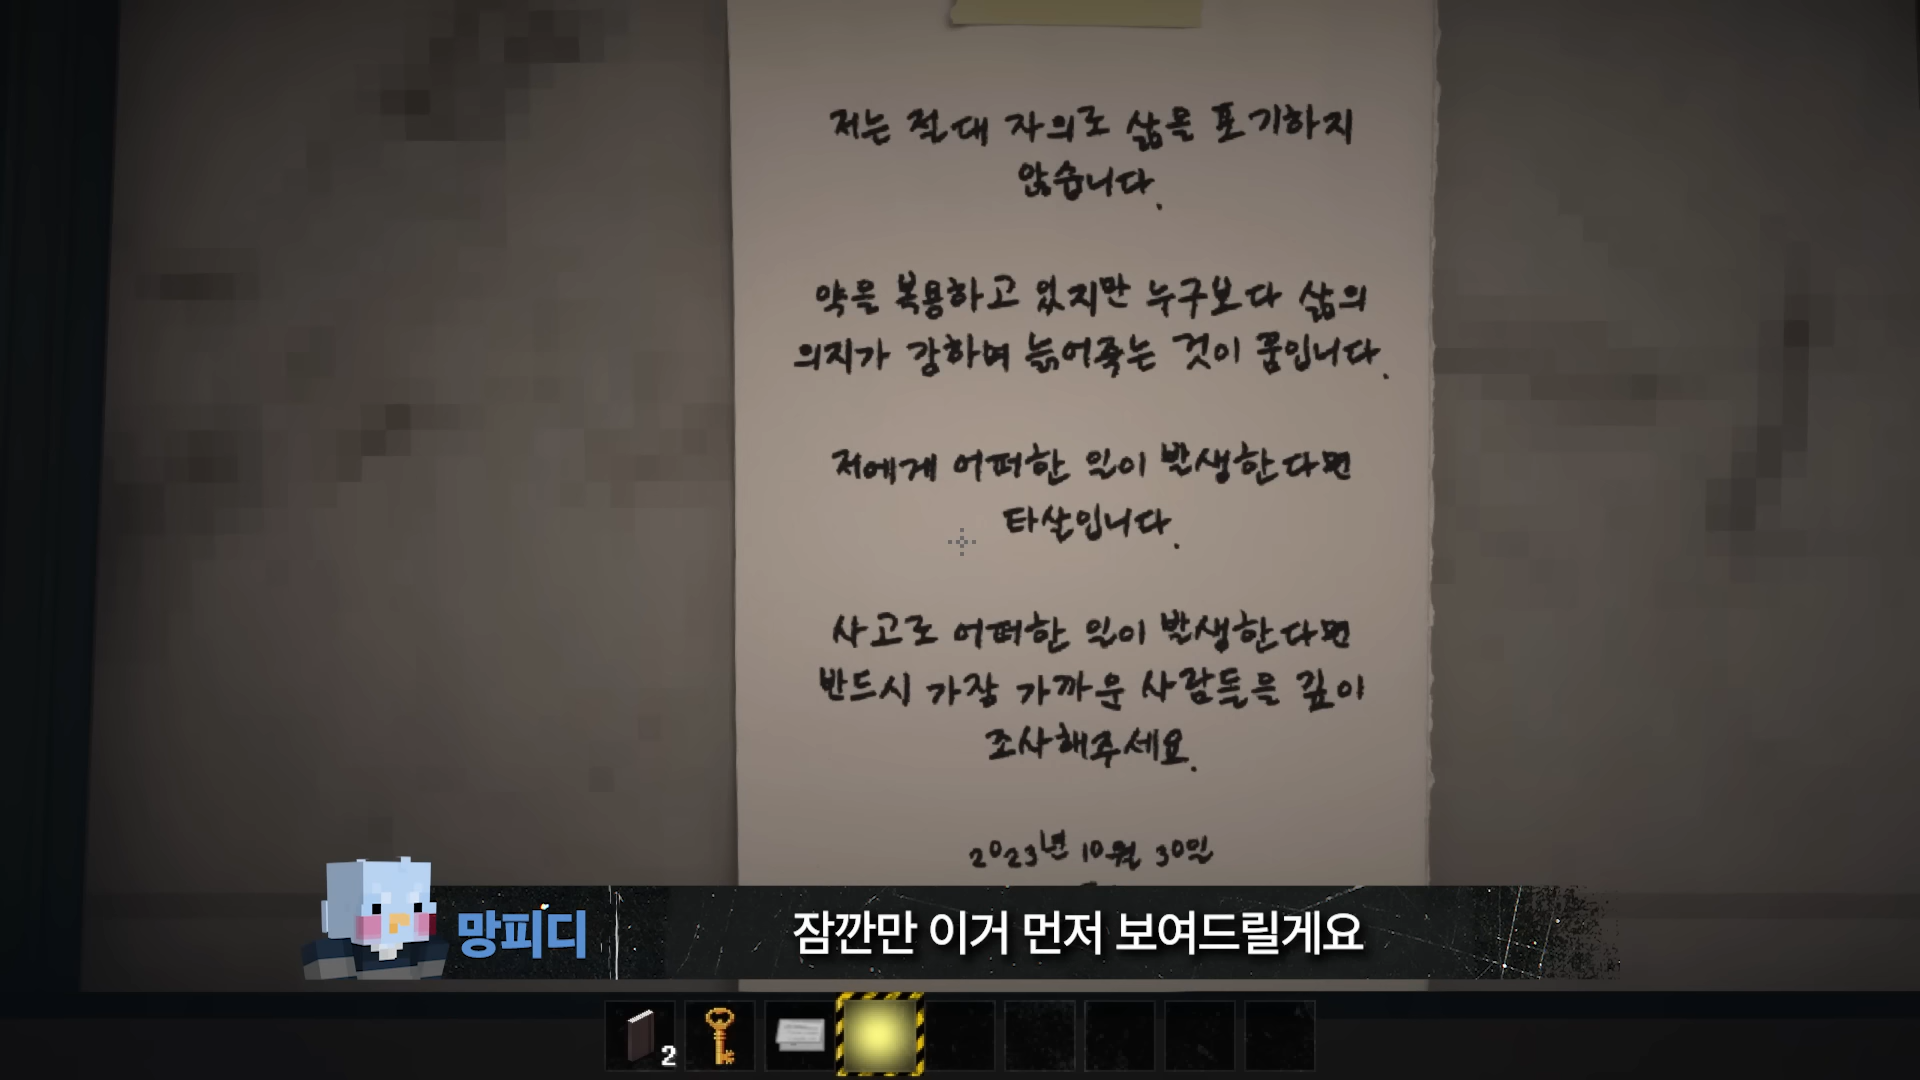 저는 절대 자의로 삶을 포기하지
않습니다.
약을 복용하고 있지만 누구보다 삶의
의지가 강하며 늙어죽는 것이 꿈입니다.
저에게 어떠한 일이 발생한다면
타살입니다.
사고로 어떠한 일이 발생한다면
반드시 가장 가까운 사람들을 깊이
조사해주세요.
2023년 10월 30일
망피디 잠깐만 이거 먼저 보여드릴게요
2